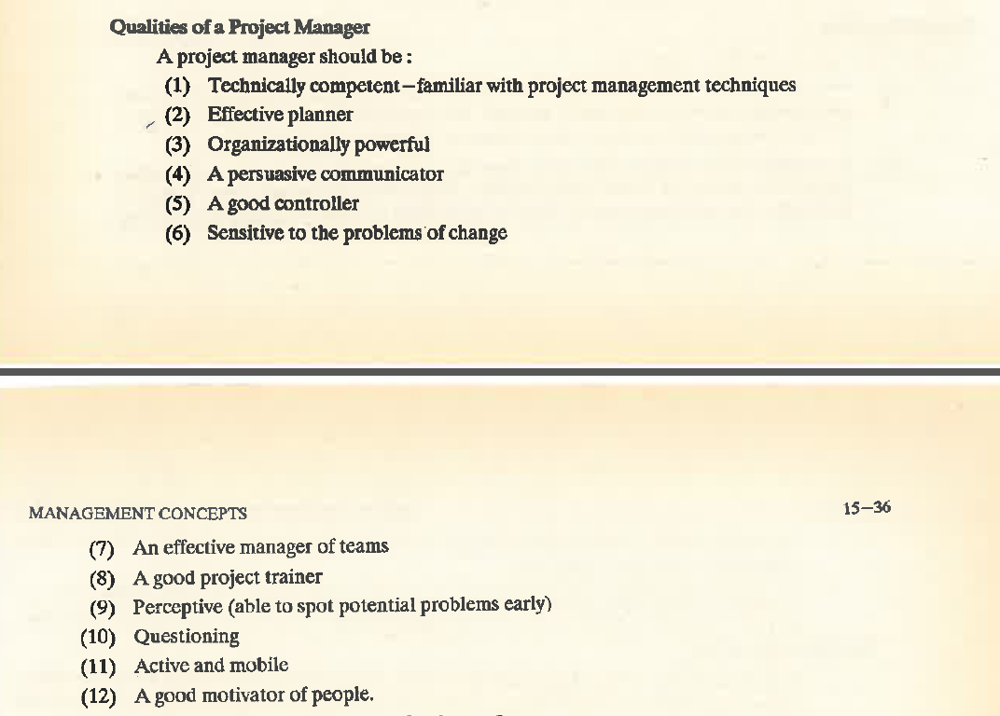 Qualities of a Project Manager
A project manager should be :
(1) Technically competent—familiar with project management techniques
(2) Effective planner
(3) Organizationally powerful
(4) A persuasive communicator
(5) A good controller
(6) Sensitive to the problems of change
MANAGEMENT CONCEPTS 15—36
(7) An effective manager of teams
(8) A good project trainer
(9) Perceptive (able to spot potential problems early)
(10) Questioning
(11) Active and mobile
(12) A good motivator of people.